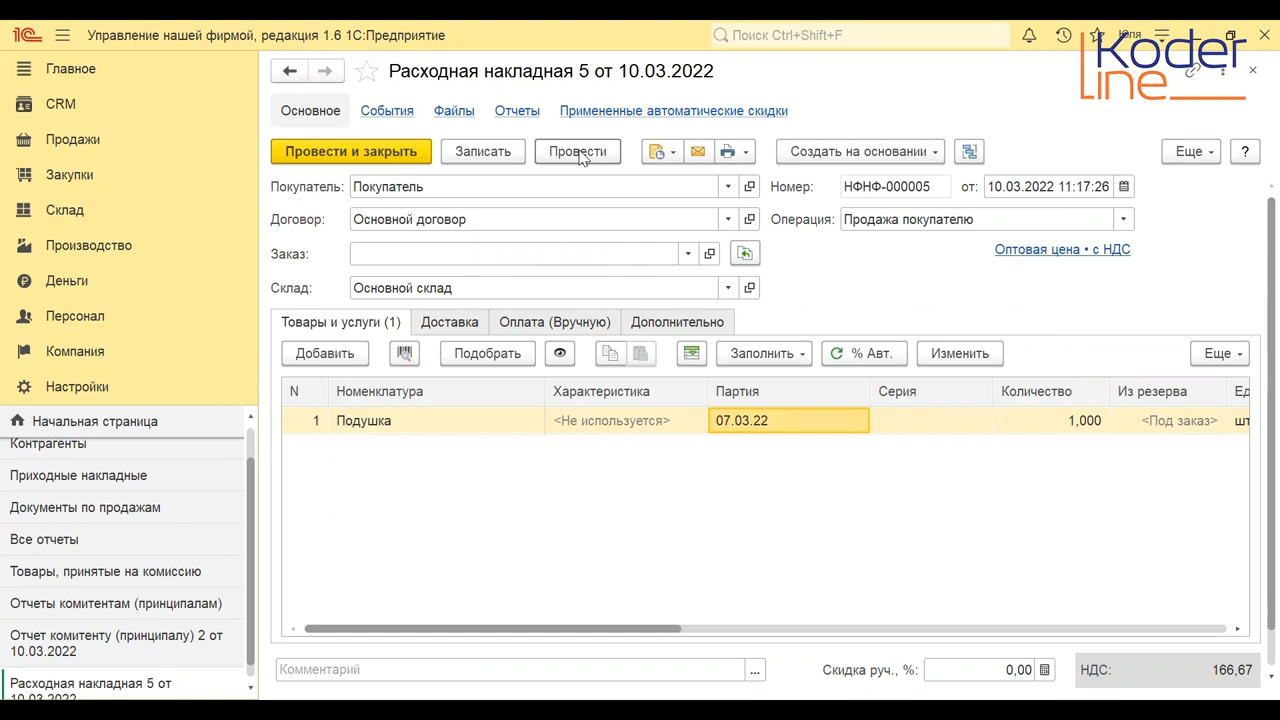 1С Управление нашей фирмой, редакция 1.6 1С:Предприятие
Поиск Ctrl+Shift+F
Юля
Koder
line
Главное
CRM
Продажи
Закупки
Склад
Производство
Деньги
Персонал
Компания
Настройки
Начальная страница
Контрагенты
Приходные накладные
Документы по продажам
Все отчеты
Товары, принятые на комиссию
Отчеты комитентам (принципалам)
Отчет комитенту (принципалу) 2 от
10.03.2022
Расходная накладная 5 от
10.03.2022
Расходная накладная 5 от 10.03.2022
Основное События Файлы Отчеты Примененные автоматические скидки
Провести и закрыть Записать Провести Создать на основании Еще ?
Покупатель: Покупатель Номер: НФНФ-000005 от: 10.03.2022 11:17:26
Договор: Основной договор Операция: Продажа покупателю
Заказ: Оптовая цена • с НДС
Склад: Основной склад
Товары и услуги (1) Доставка Оплата (Вручную) Дополнительно
Добавить Подобрать Заполнить % Авт. Изменить Еще
N Номенклатура Характеристика Партия Серия Количество Из резерва Ед
1 Подушка <Не используется> 07.03.22 1,000 <Под заказ> шт
Комментарий ... Скидка руч., %: 0,00 НДС: 166,67